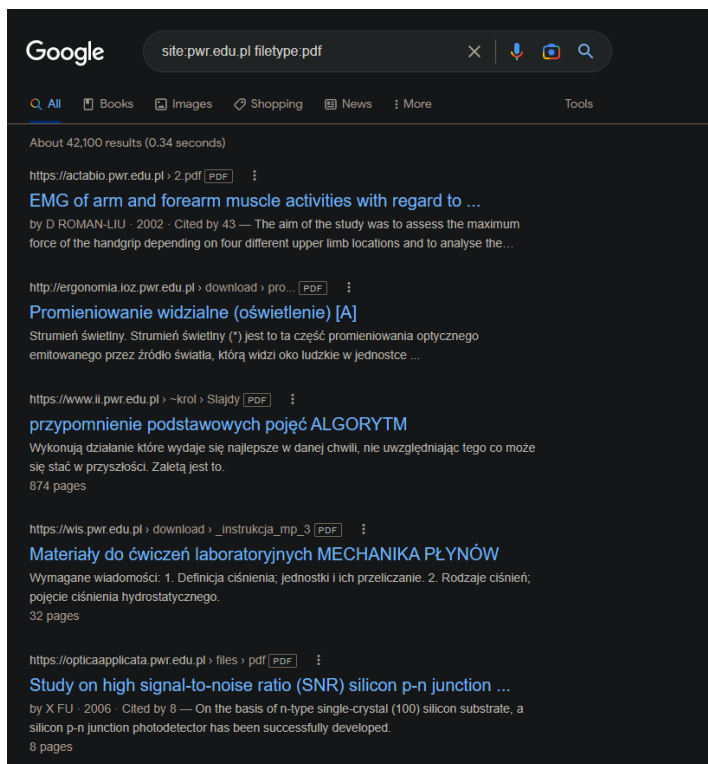 Google
site:pwr.edu.pl filetype:pdf
All Books Images Shopping News More Tools
About 42,100 results (0.34 seconds)
https://actabio.pwr.edu.pl › 2.pdf PDF
EMG of arm and forearm muscle activities with regard to ...
by D ROMAN-LIU · 2002 · Cited by 43 — The aim of the study was to assess the maximum
force of the handgrip depending on four different upper limb locations and to analyse the...
http://ergonomia.ioz.pwr.edu.pl › download › pro... PDF
Promieniowanie widzialne (oświetlenie) [A]
Strumień świetlny. Strumień świetlny (*) jest to ta część promieniowania optycznego
emitowanego przez źródło światła, którą widzi oko ludzkie w jednostce ...
https://www.ii.pwr.edu.pl › ~krol › Slajdy PDF
przypomnienie podstawowych pojęć ALGORYTM
Wykonują działanie które wydaje się najlepsze w danej chwili, nie uwzględniając tego co może
się stać w przyszłości. Zaletą jest to.
874 pages
https://wis.pwr.edu.pl › download › _instrukcja_mp_3 PDF
Materiały do ćwiczeń laboratoryjnych MECHANIKA PŁYNÓW
Wymagane wiadomości: 1. Definicja ciśnienia; jednostki i ich przeliczanie. 2. Rodzaje ciśnień;
pojęcie ciśnienia hydrostatycznego.
32 pages
https://opticaapplicata.pwr.edu.pl › files › pdf PDF
Study on high signal-to-noise ratio (SNR) silicon p-n junction ...
by X FU · 2006 · Cited by 8 — On the basis of n-type single-crystal (100) silicon substrate, a
silicon p-n junction photodetector has been successfully developed.
8 pages